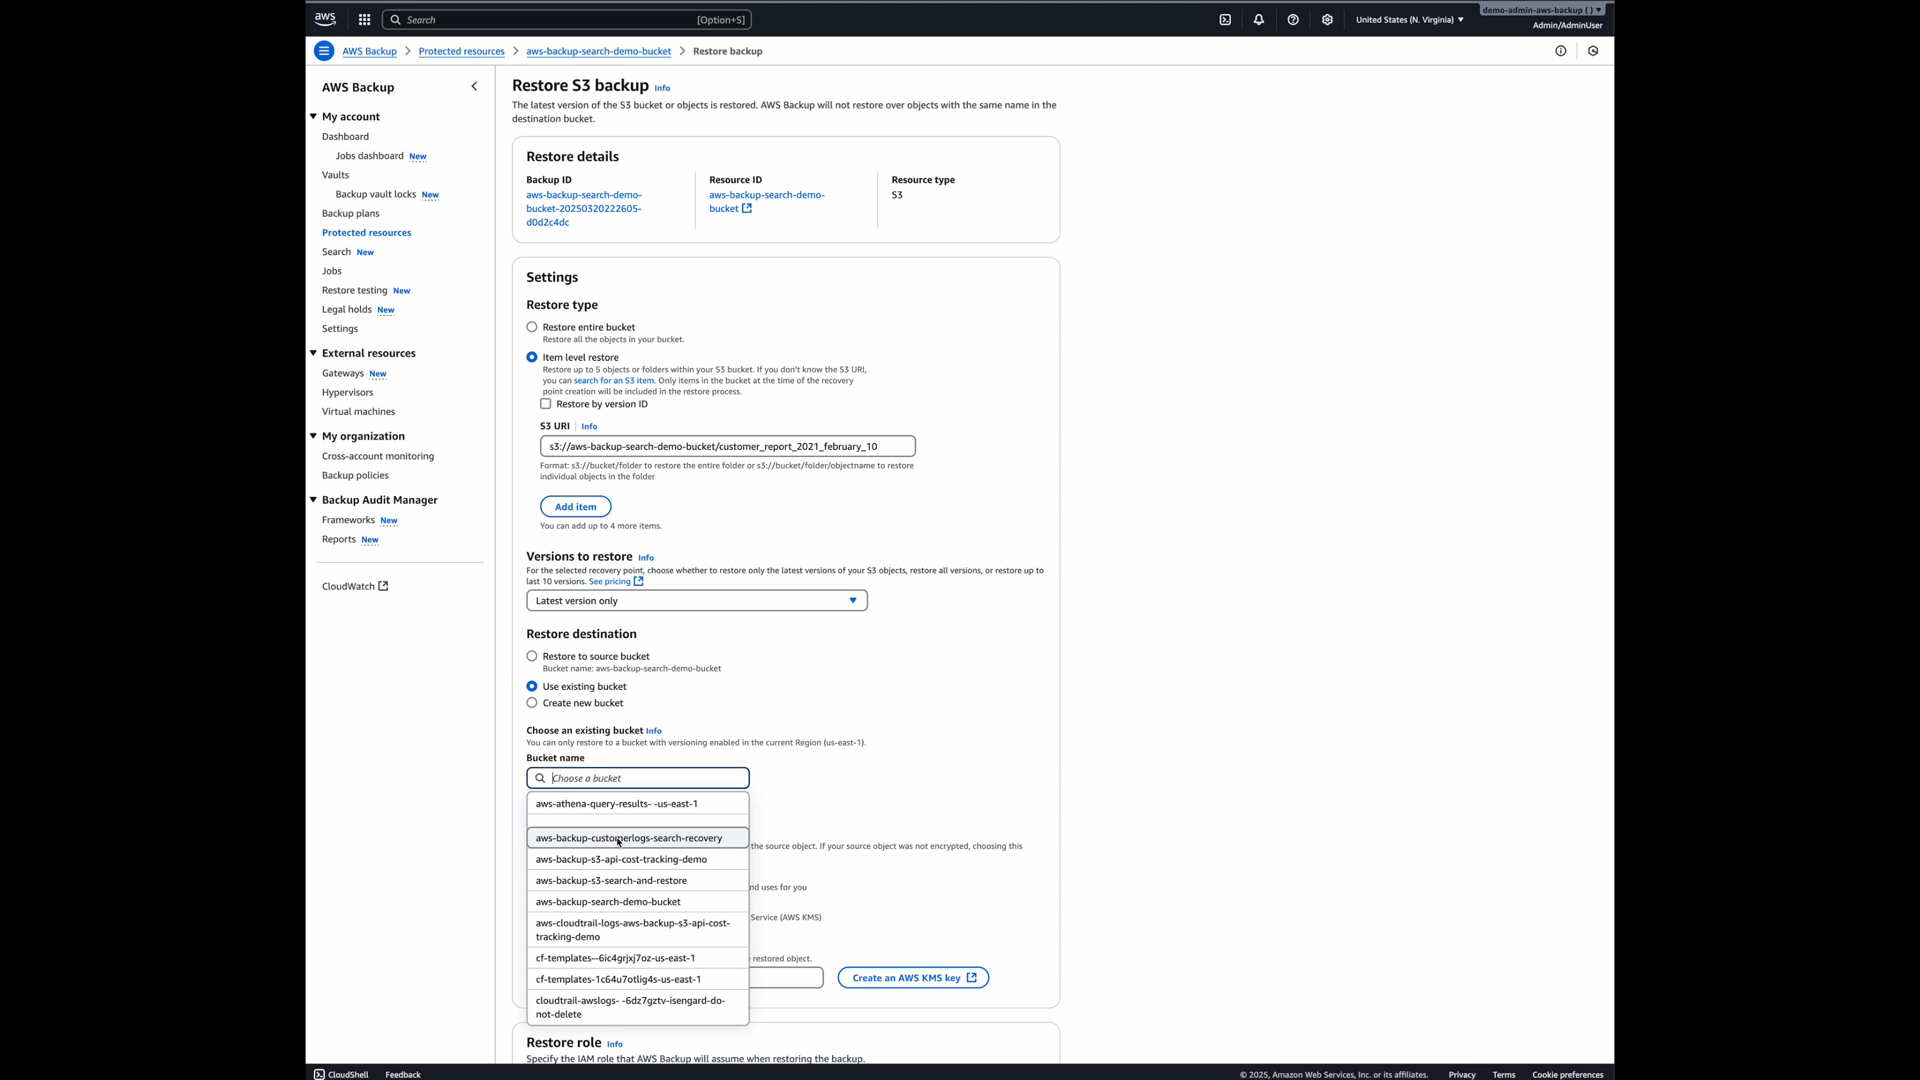 aws
Search
[Option+S]
United States (N. Virginia)
demo-admin-aws-backup ( )
Admin/AdminUser
AWS Backup
Protected resources
aws-backup-search-demo-bucket
Restore backup
AWS Backup
My account
Dashboard
Jobs dashboard New
Vaults
Backup vault locks New
Backup plans
Protected resources
Search New
Jobs
Restore testing New
Legal holds New
Settings
External resources
Gateways New
Hypervisors
Virtual machines
My organization
Cross-account monitoring
Backup policies
Backup Audit Manager
Frameworks New
Reports New
CloudWatch
Restore S3 backup Info
The latest version of the S3 bucket or objects is restored. AWS Backup will not restore over objects with the same name in the
destination bucket.
Restore details
Backup ID
aws-backup-search-demo-
bucket-20250320222605-
d0d2c4dc
Resource ID
aws-backup-search-demo-
bucket
Resource type
S3
Settings
Restore type
Restore entire bucket
Restore all the objects in your bucket.
Item level restore
Restore up to 5 objects or folders within your S3 bucket. If you don't know the S3 URI,
you can search for an S3 item. Only items in the bucket at the time of the recovery
point creation will be included in the restore process.
Restore by version ID
S3 URI Info
s3://aws-backup-search-demo-bucket/customer_report_2021_february_10
Format: s3://bucket/folder to restore the entire folder or s3://bucket/folder/objectname to restore
individual objects in the folder
Add item
You can add up to 4 more items.
Versions to restore Info
For the selected recovery point, choose whether to restore only the latest versions of your S3 objects, restore all versions, or restore up to
last 10 versions. See pricing
Latest version only
Restore destination
Restore to source bucket
Bucket name: aws-backup-search-demo-bucket
Use existing bucket
Create new bucket
Choose an existing bucket Info
You can only restore to a bucket with versioning enabled in the current Region (us-east-1).
Bucket name
Choose a bucket
aws-athena-query-results- -us-east-1
aws-backup-customerlogs-search-recovery
the source object. If your source object was not encrypted, choosing this
aws-backup-s3-api-cost-tracking-demo
aws-backup-s3-search-and-restore
nd uses for you
aws-backup-search-demo-bucket
Service (AWS KMS)
aws-cloudtrail-logs-aws-backup-s3-api-cost-
tracking-demo
cf-templates--6ic4grjxj7oz-us-east-1
e restored object.
cf-templates-1c64u7otlig4s-us-east-1
Create an AWS KMS key
cloudtrail-awslogs- -6dz7gztv-isengard-do-
not-delete
Restore role Info
Specify the IAM role that AWS Backup will assume when restoring the backup.
CloudShell
Feedback
© 2025, Amazon Web Services, Inc. or its affiliates.
Privacy
Terms
Cookie preferences